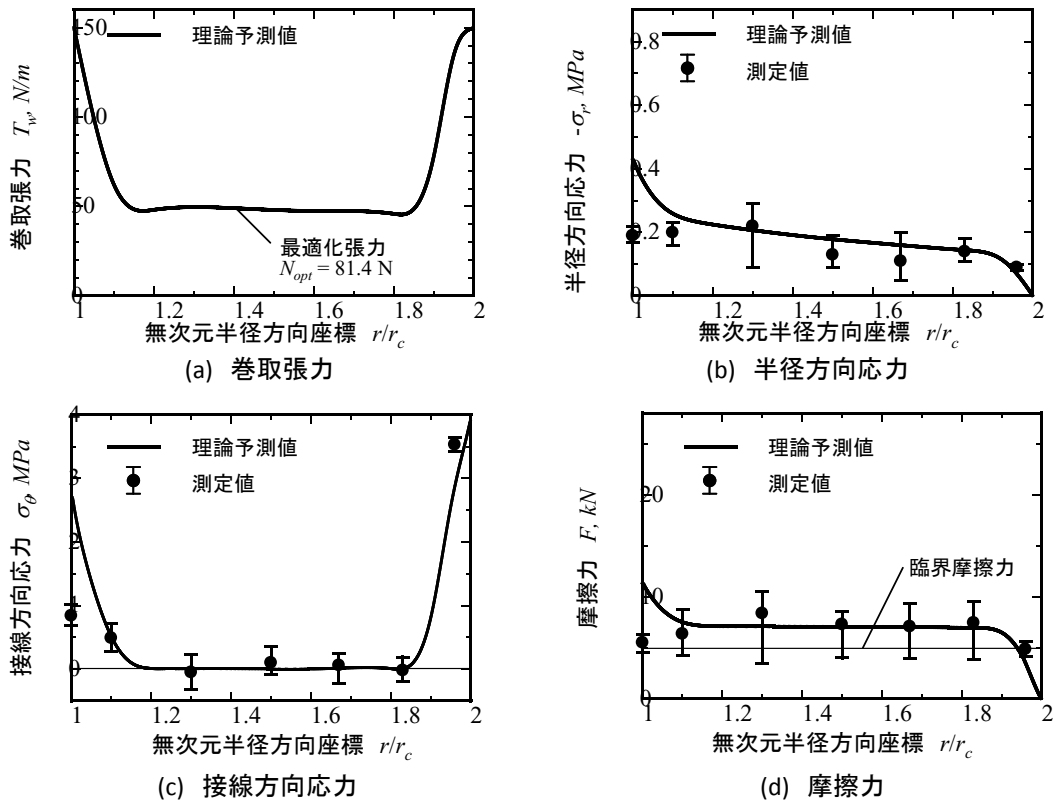 150
理論予測値
100
巻取張力 T_w, N/m
50
最適化張力
N_opt = 81.4 N
0
1 1.2 1.4 1.6 1.8 2
無次元半径方向座標 r/r_c
(a) 巻取張力
0.8
理論予測値
測定値
0.6
半径方向応力 -σ_r, MPa
0.4
0.2
0
1 1.2 1.4 1.6 1.8 2
無次元半径方向座標 r/r_c
(b) 半径方向応力
4
理論予測値
3
測定値
接線方向応力 σ_θ, MPa
2
1
0
1 1.2 1.4 1.6 1.8 2
無次元半径方向座標 r/r_c
(c) 接線方向応力
理論予測値
測定値
20
摩擦力 F, kN
臨界摩擦力
10
0
1 1.2 1.4 1.6 1.8 2
無次元半径方向座標 r/r_c
(d) 摩擦力